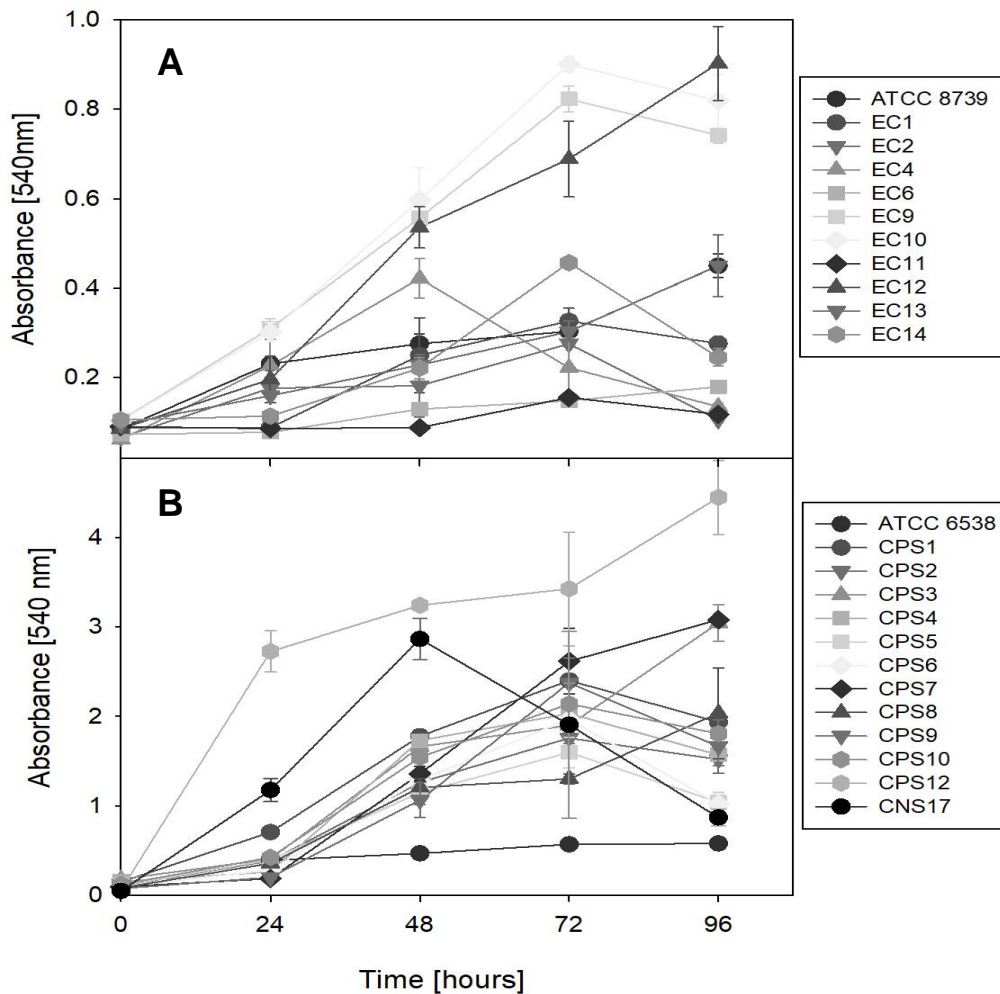 A
Absorbance [540nm]
1.0
0.8
0.6
0.4
0.2
ATCC 8739
EC1
EC2
EC4
EC6
EC9
EC10
EC11
EC12
EC13
EC14
B
Absorbance [540 nm]
4
3
2
1
0
ATCC 6538
CPS1
CPS2
CPS3
CPS4
CPS5
CPS6
CPS7
CPS8
CPS9
CPS10
CPS12
CNS17
0 24 48 72 96
Time [hours]